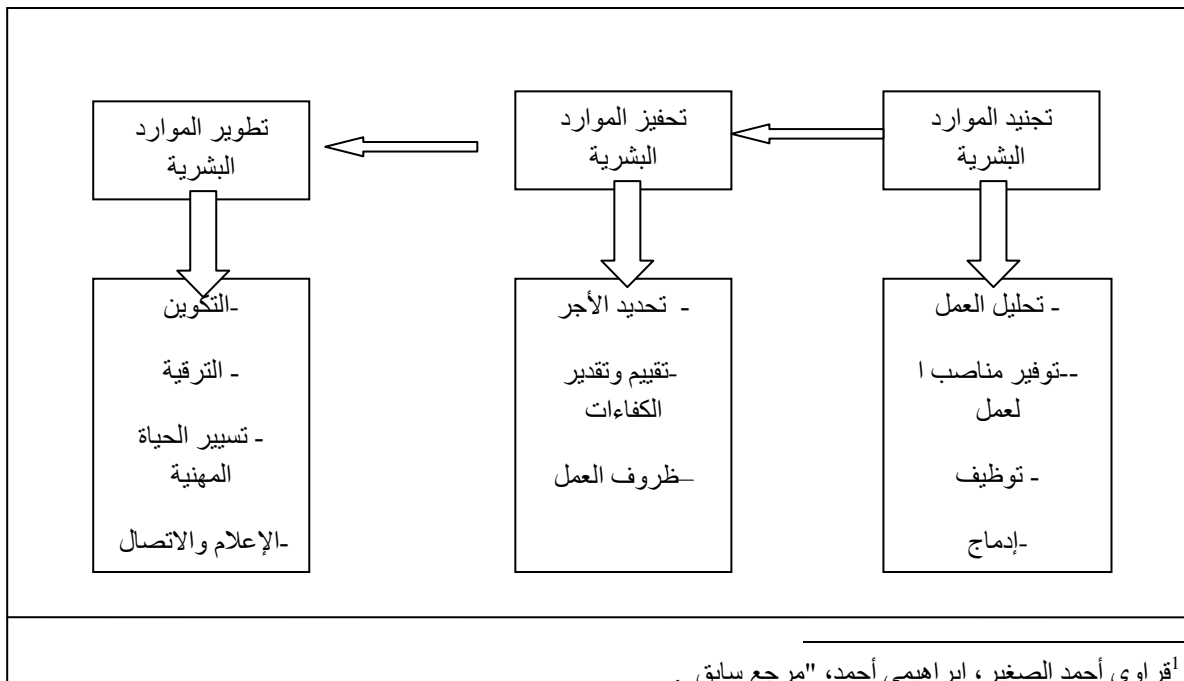 تجنيد الموارد
البشرية
تحفيز الموارد
البشرية
تطوير الموارد
البشرية
- تحليل العمل
--توفير مناصب ا
لعمل
- توظيف
-إدماج
- تحديد الأجر
-تقييم وتقدير
الكفاءات
–ظروف العمل
-التكوين
- الترقية
- تسيير الحياة
المهنية
-الإعلام والاتصال
1قراوي أحمد الصغير، ابراهيمي أحمد، "مرجع سابق .